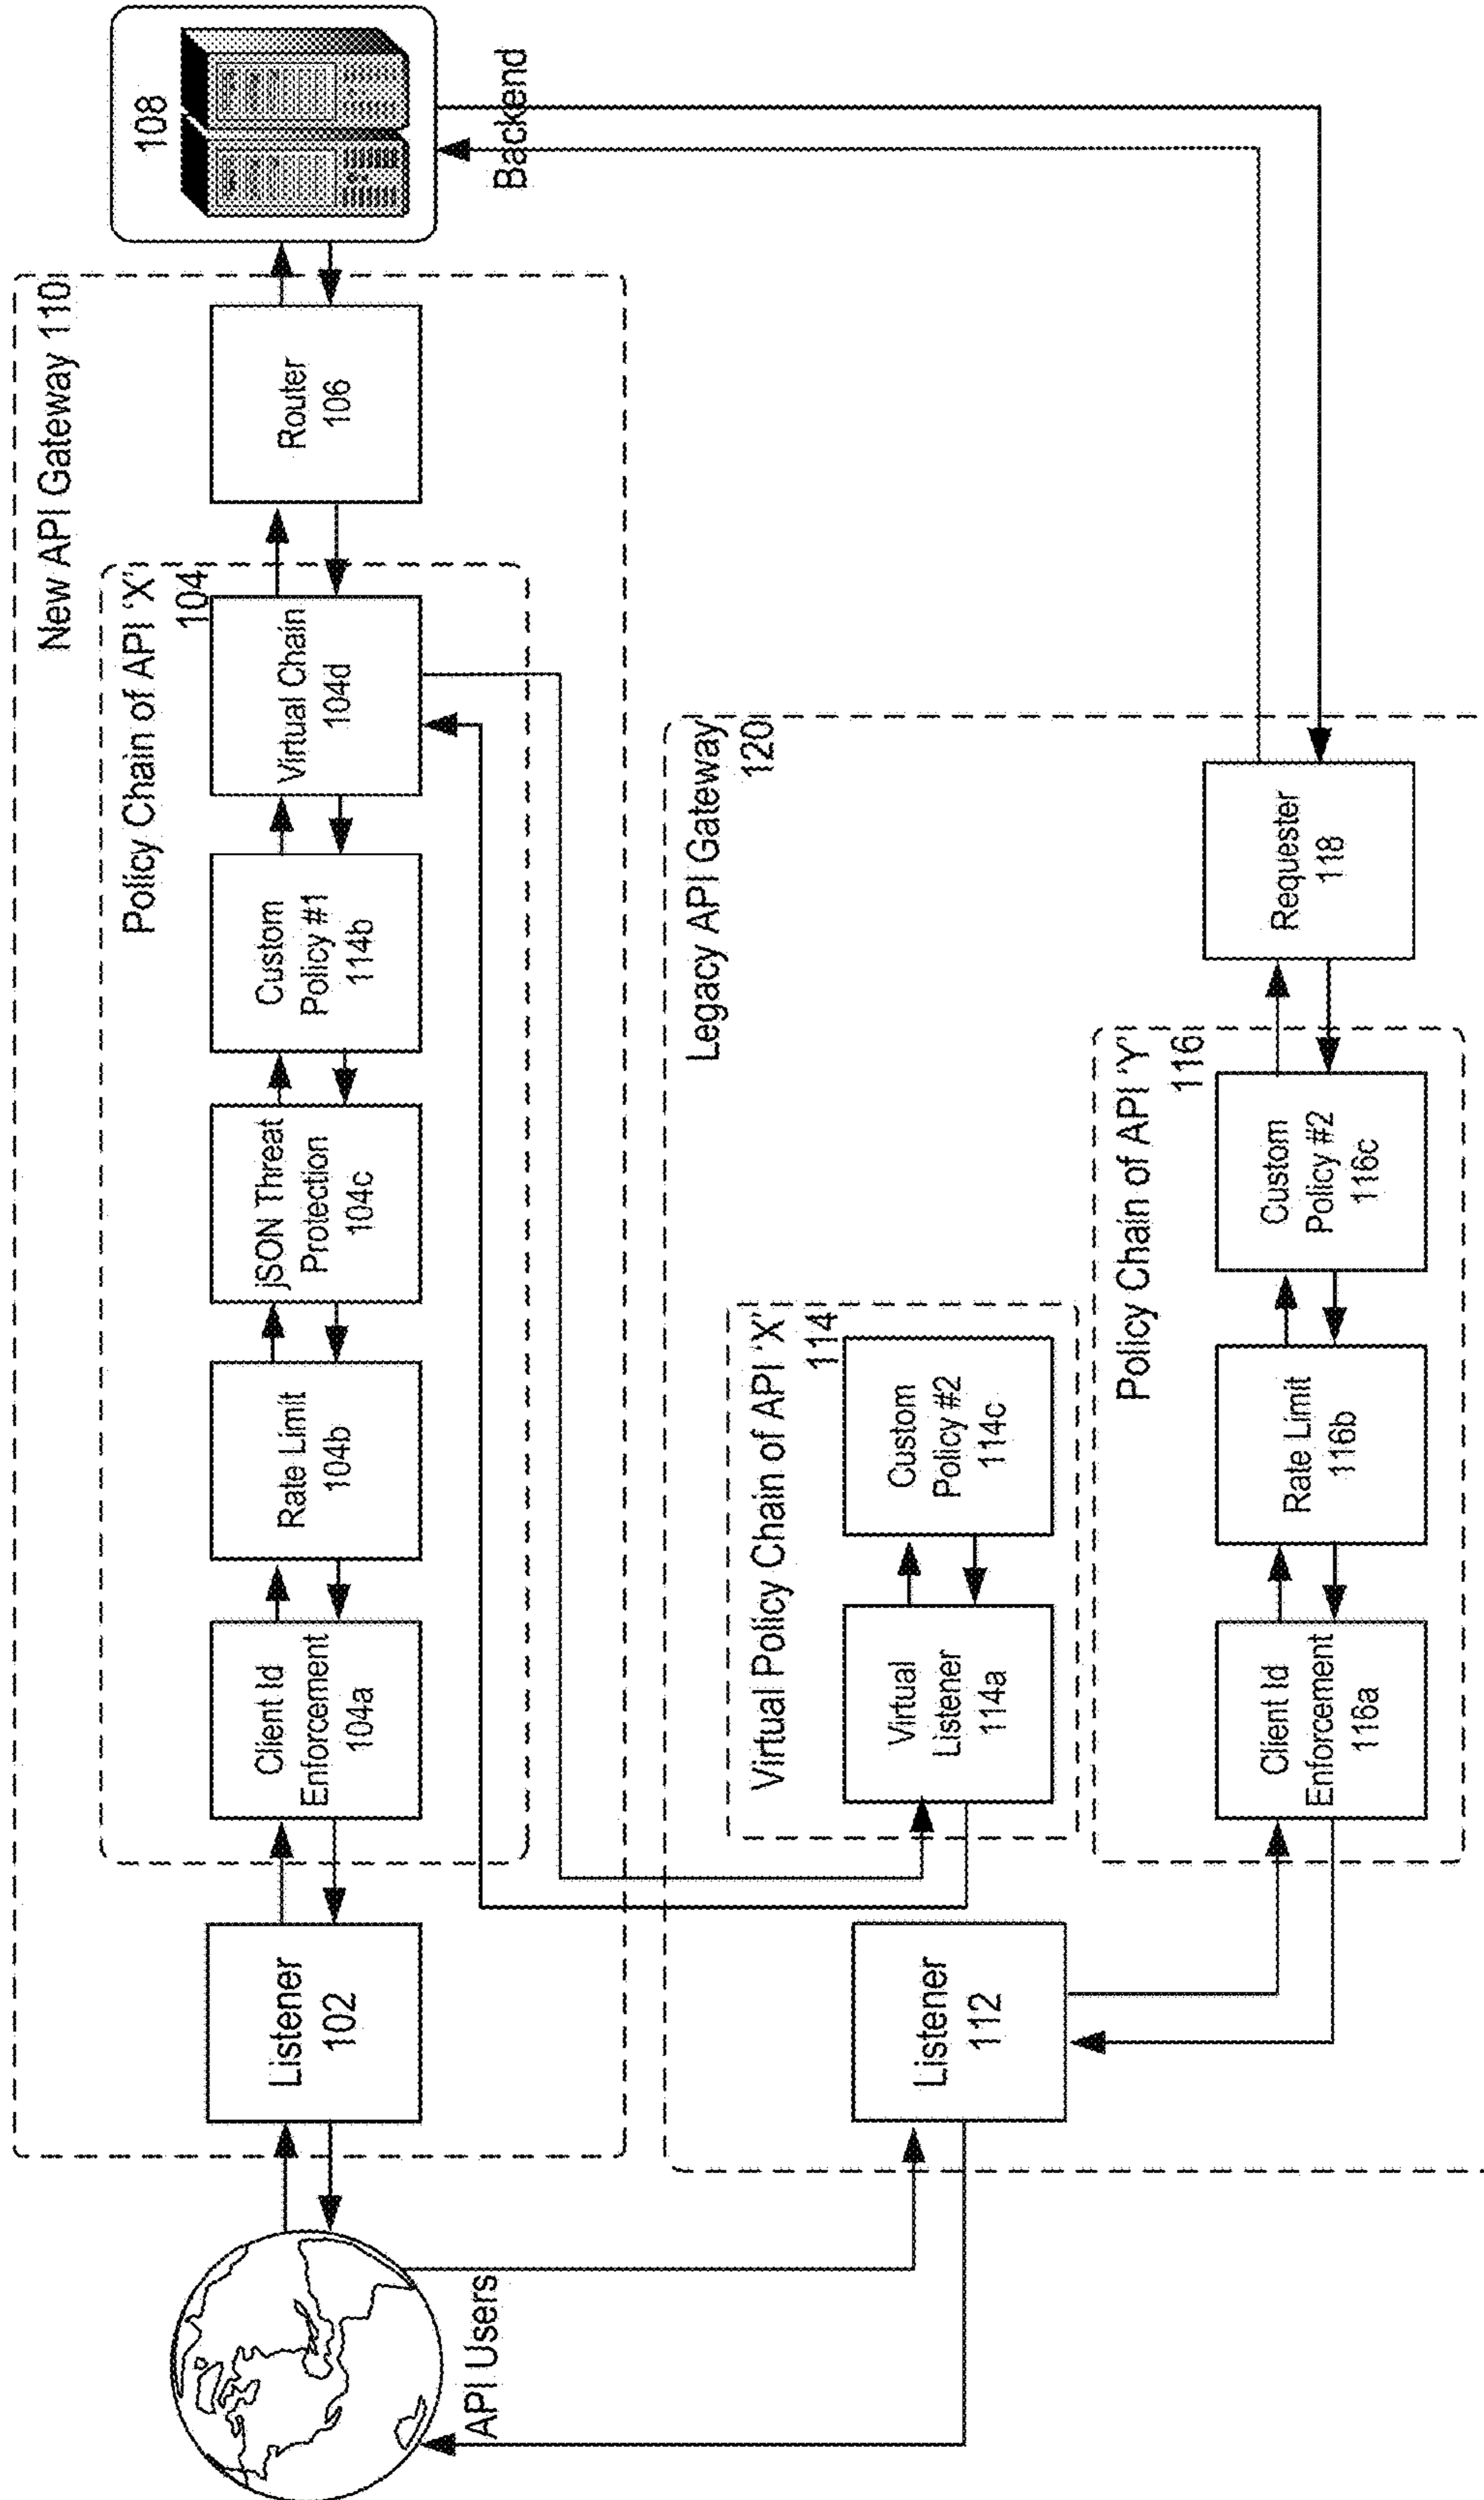 New API Gateway 110
108
Backend
Policy Chain of API 'X'
104
Listener
102
Client Id
Enforcement
104a
Rate Limit
104b
jSON Threat
Protection
104c
Custom
Policy #1
114b
Virtual Chain
104d
Router
106
API Users
Legacy API Gateway
120
Virtual Policy Chain of API 'X'
114
Virtual
Listener
114a
Custom
Policy #2
114c
Listener
112
Policy Chain of API 'Y'
116
Client Id
Enforcement
116a
Rate Limit
116b
Custom
Policy #2
116c
Requester
118